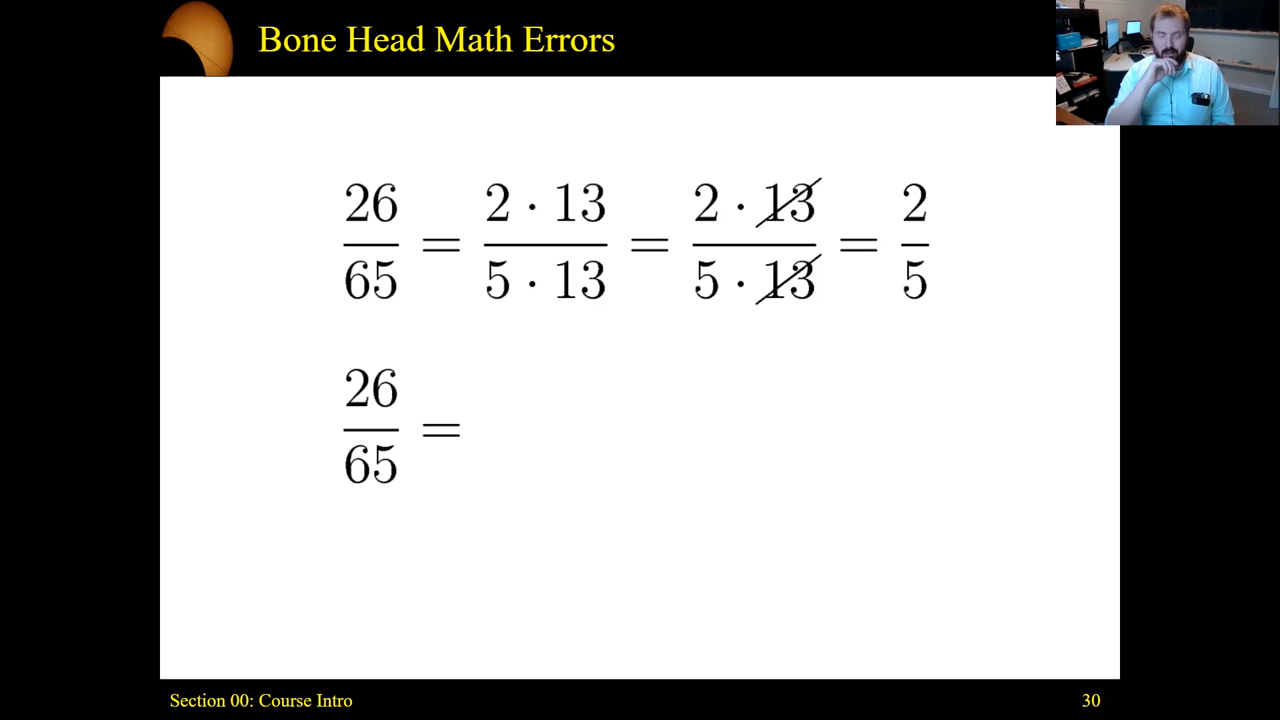 Bone Head Math Errors
26/65 = 2 · 13/5 · 13 = 2 · 13/5 · 13 = 2/5
26/65 =
Section 00: Course Intro 30